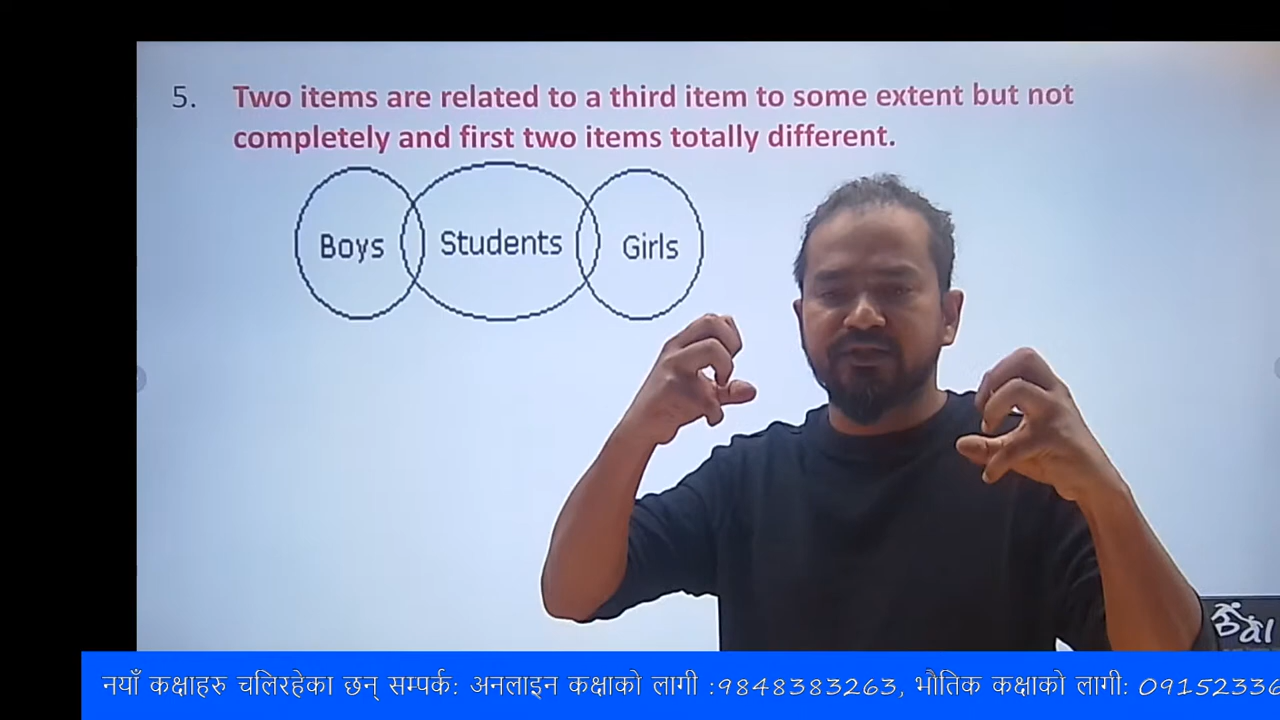 5. Two items are related to a third item to some extent but not
completely and first two items totally different.
Boys Students Girls
नयाँ कक्षाहरु चलिरहेका छन् सम्पर्क: अनलाइन कक्षाको लागी :9848383263, भौतिक कक्षाको लागी: 09152336